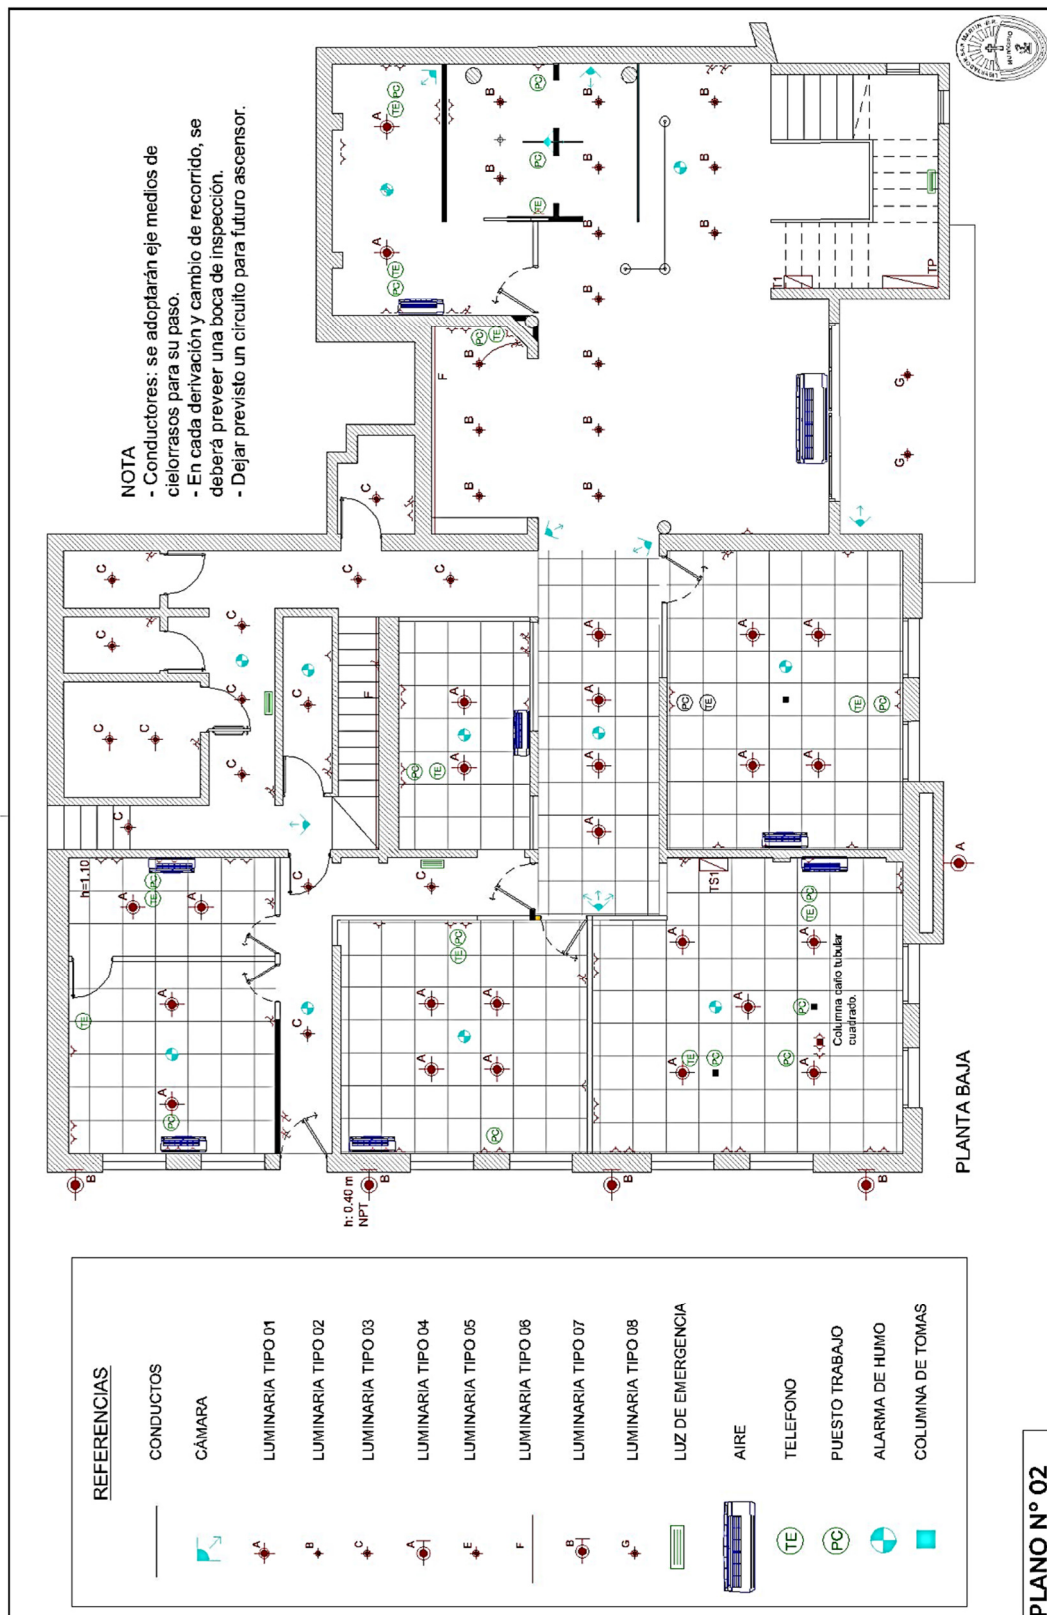 NOTA
- Conductores: se adoptarán eje medios de
cielorrasos para su paso.
- En cada derivación y cambio de recorrido, se
deberá preveer una boca de inspección.
- Dejar previsto un circuito para futuro ascensor.
h=1.10
h: 0.40 m
NPT
T1
TP
TS1
Columna caño tubular
cuadrado.
PLANTA BAJA
REFERENCIAS
CONDUCTOS
CÁMARA
A LUMINARIA TIPO 01
B LUMINARIA TIPO 02
C LUMINARIA TIPO 03
A LUMINARIA TIPO 04
E LUMINARIA TIPO 05
F LUMINARIA TIPO 06
B LUMINARIA TIPO 07
G LUMINARIA TIPO 08
LUZ DE EMERGENCIA
AIRE
TE TELEFONO
PC PUESTO TRABAJO
ALARMA DE HUMO
COLUMNA DE TOMAS
PLANO N° 02